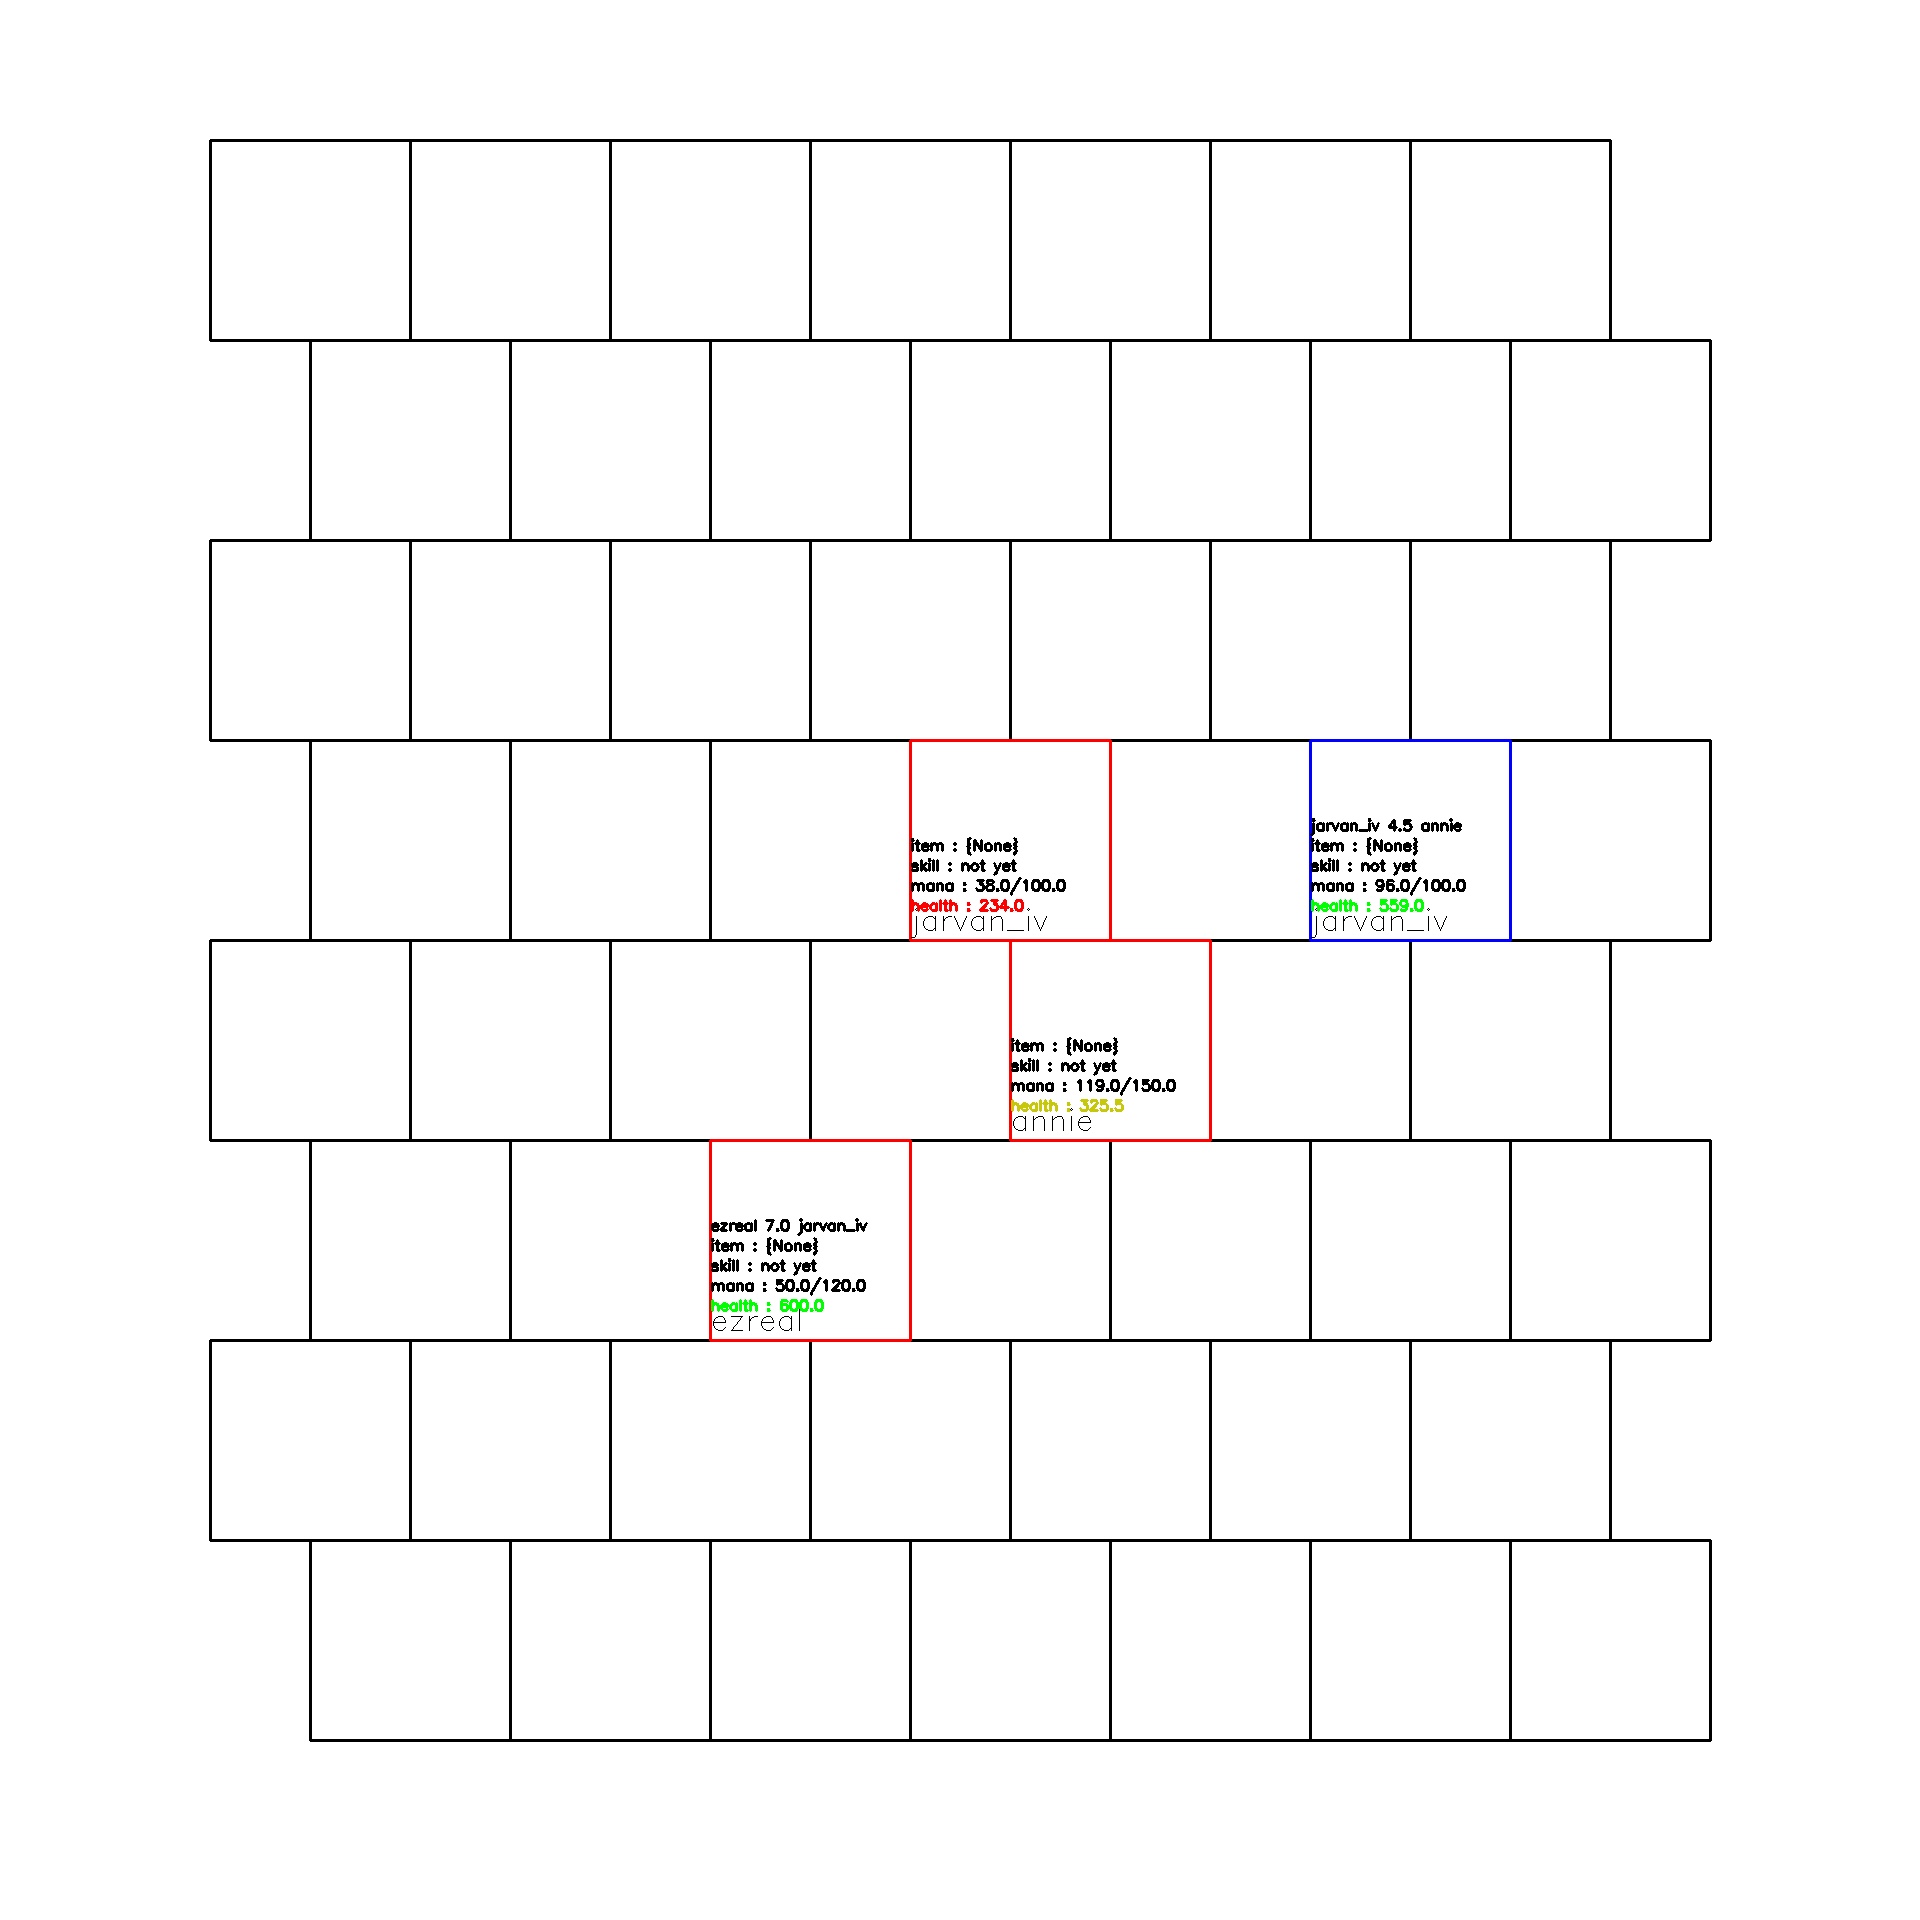 item : {None}
skill : not yet
mana : 38.0/100.0
health : 234.0
jarvan_iv
jarvan_iv 4.5 annie
item : {None}
skill : not yet
mana : 96.0/100.0
health : 559.0
jarvan_iv
item : {None}
skill : not yet
mana : 119.0/150.0
health : 325.5
annie
ezreal 7.0 jarvan_iv
item : {None}
skill : not yet
mana : 50.0/120.0
health : 600.0
ezreal